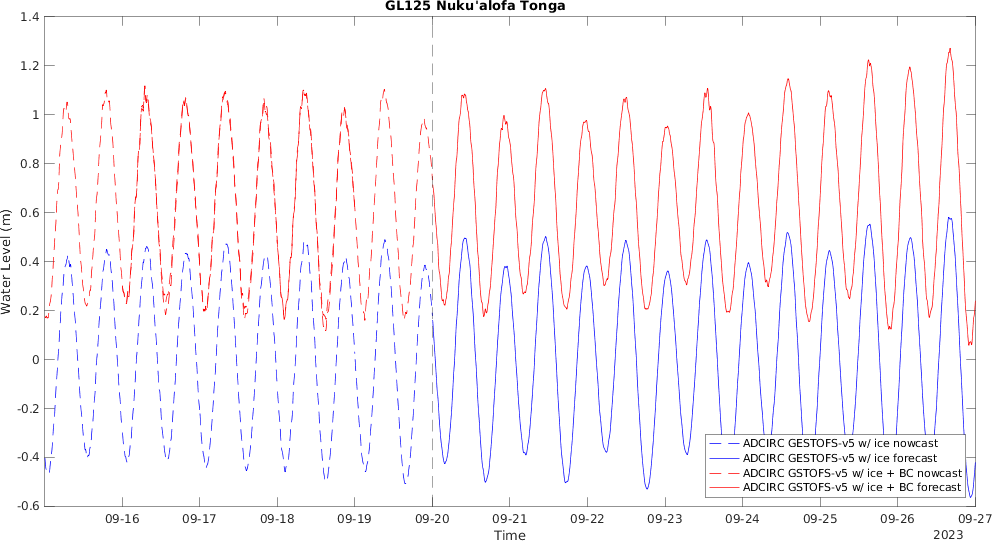 GL125 Nuku'alofa Tonga
Water Level (m)
1.4
1.2
1
0.8
0.6
0.4
0.2
0
-0.2
-0.4
-0.6
ADCIRC GESTOFS-v5 w/ ice nowcast
ADCIRC GESTOFS-v5 w/ ice forecast
ADCIRC GSTOFS-v5 w/ ice + BC nowcast
ADCIRC GSTOFS-v5 w/ ice + BC forecast
09-16 09-17 09-18 09-19 09-20 09-21 09-22 09-23 09-24 09-25 09-26 09-27
Time
2023